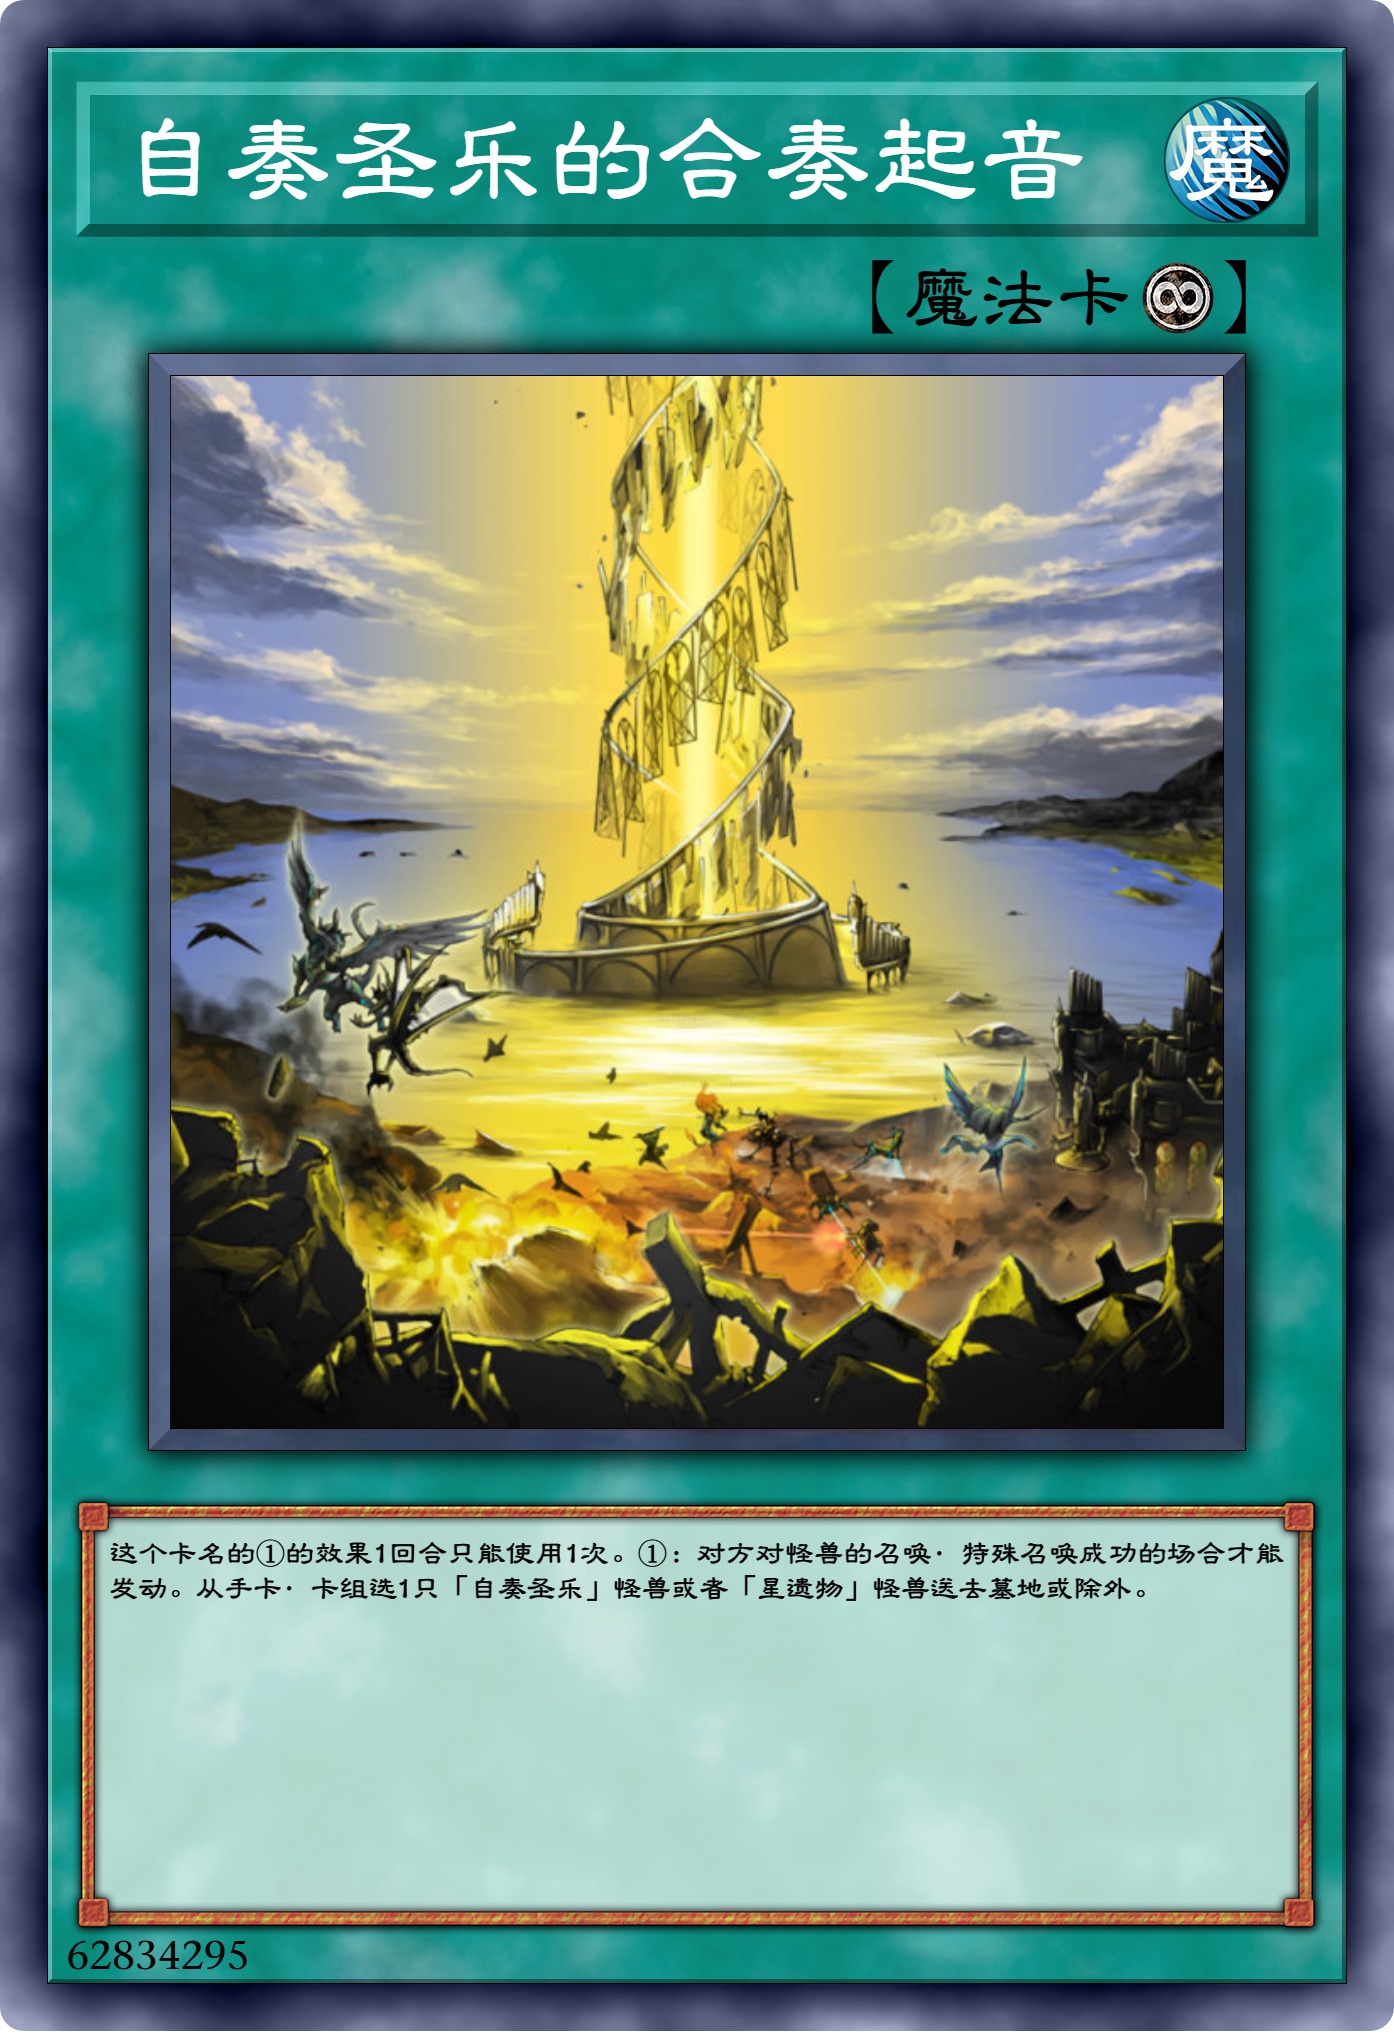 自奏圣乐的合奏起音 魔
【魔法卡】
这个卡名的①的效果1回合只能使用1次。①：对方对怪兽的召唤·特殊召唤成功的场合才能
发动。从手卡·卡组选1只「自奏圣乐」怪兽或者「星遗物」怪兽送去墓地或除外。
62834295